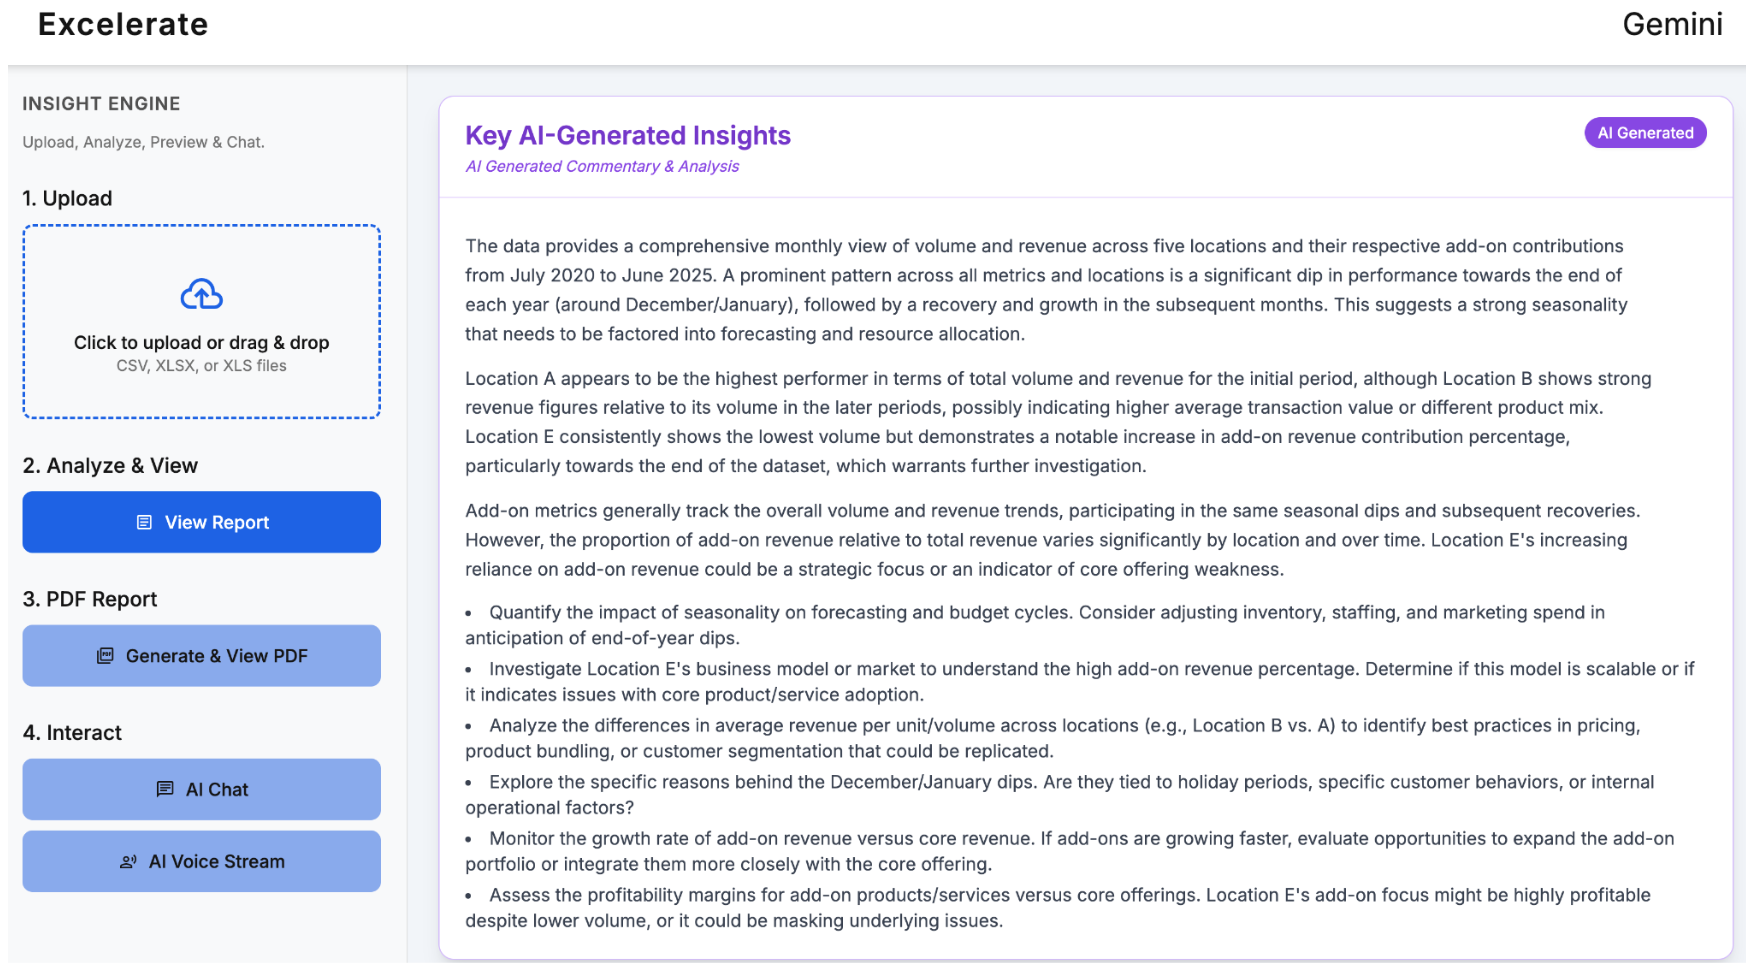 Excelerate
Gemini
INSIGHT ENGINE
Upload, Analyze, Preview & Chat.
1. Upload
Click to upload or drag & drop
CSV, XLSX, or XLS files
2. Analyze & View
View Report
3. PDF Report
PDF
Generate & View PDF
4. Interact
AI Chat
AI Voice Stream
Key AI-Generated Insights
AI Generated
AI Generated Commentary & Analysis
The data provides a comprehensive monthly view of volume and revenue across five locations and their respective add-on contributions
from July 2020 to June 2025. A prominent pattern across all metrics and locations is a significant dip in performance towards the end of
each year (around December/January), followed by a recovery and growth in the subsequent months. This suggests a strong seasonality
that needs to be factored into forecasting and resource allocation.
Location A appears to be the highest performer in terms of total volume and revenue for the initial period, although Location B shows strong
revenue figures relative to its volume in the later periods, possibly indicating higher average transaction value or different product mix.
Location E consistently shows the lowest volume but demonstrates a notable increase in add-on revenue contribution percentage,
particularly towards the end of the dataset, which warrants further investigation.
Add-on metrics generally track the overall volume and revenue trends, participating in the same seasonal dips and subsequent recoveries.
However, the proportion of add-on revenue relative to total revenue varies significantly by location and over time. Location E's increasing
reliance on add-on revenue could be a strategic focus or an indicator of core offering weakness.
• Quantify the impact of seasonality on forecasting and budget cycles. Consider adjusting inventory, staffing, and marketing spend in
anticipation of end-of-year dips.
• Investigate Location E's business model or market to understand the high add-on revenue percentage. Determine if this model is scalable or if
it indicates issues with core product/service adoption.
• Analyze the differences in average revenue per unit/volume across locations (e.g., Location B vs. A) to identify best practices in pricing,
product bundling, or customer segmentation that could be replicated.
• Explore the specific reasons behind the December/January dips. Are they tied to holiday periods, specific customer behaviors, or internal
operational factors?
• Monitor the growth rate of add-on revenue versus core revenue. If add-ons are growing faster, evaluate opportunities to expand the add-on
portfolio or integrate them more closely with the core offering.
• Assess the profitability margins for add-on products/services versus core offerings. Location E's add-on focus might be highly profitable
despite lower volume, or it could be masking underlying issues.